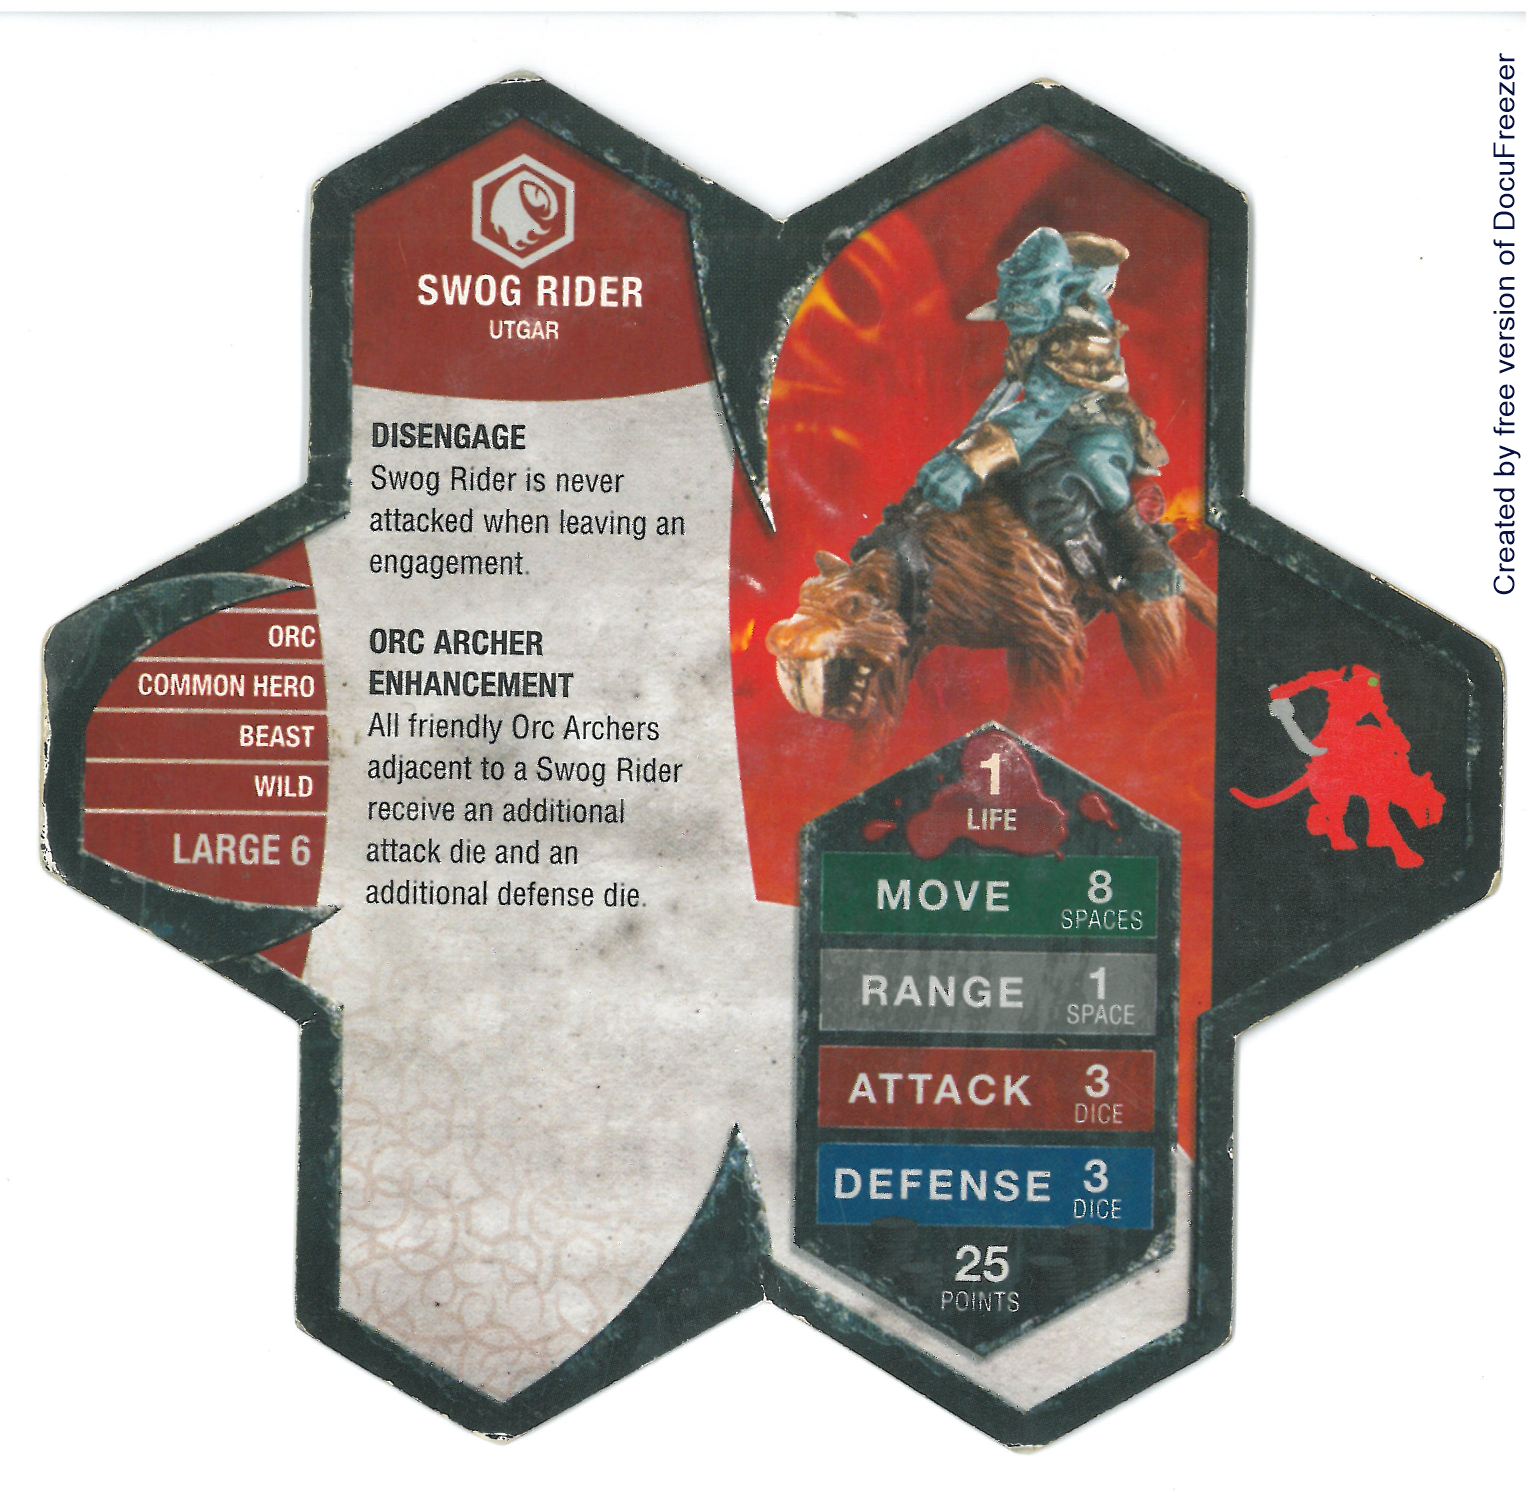 SWOG RIDER
UTGAR
DISENGAGE
Swog Rider is never
attacked when leaving an
engagement.
ORC ARCHER
ENHANCEMENT
All friendly Orc Archers
adjacent to a Swog Rider
receive an additional
attack die and an
additional defense die.
ORC
COMMON HERO
BEAST
WILD
LARGE 6
1
LIFE
MOVE 8
SPACES
RANGE 1
SPACE
ATTACK 3
DICE
DEFENSE 3
DICE
25
POINTS
Created by free version of DocuFreezer